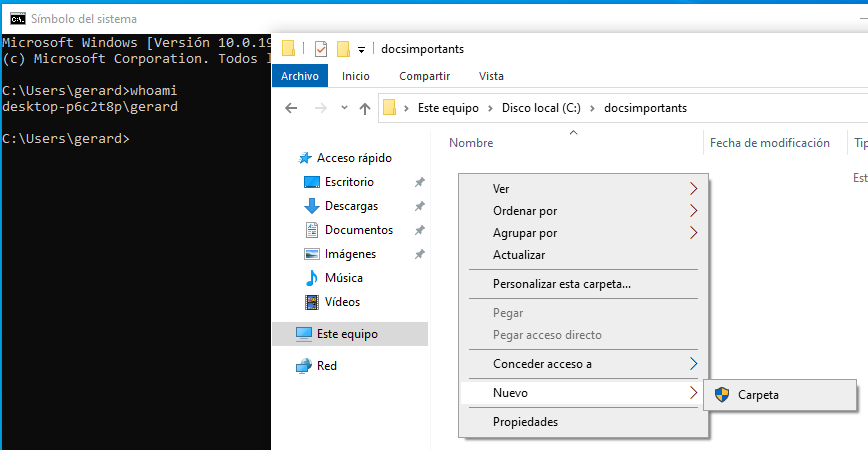 Símbolo del sistema
Microsoft Windows [Versión 10.0.19
(c) Microsoft Corporation. Todos l
C:\Users\gerard>whoami
desktop-p6c2t8p\gerard
C:\Users\gerard>
docsimportants
Archivo Inicio Compartir Vista
Este equipo > Disco local (C:) > docsimportants
Nombre Fecha de modificación Tip
Est
Acceso rápido
Escritorio
Descargas
Documentos
Imágenes
Música
Vídeos
Este equipo
Red
Ver
Ordenar por
Agrupar por
Actualizar
Personalizar esta carpeta...
Pegar
Pegar acceso directo
Conceder acceso a
Nuevo
Carpeta
Propiedades